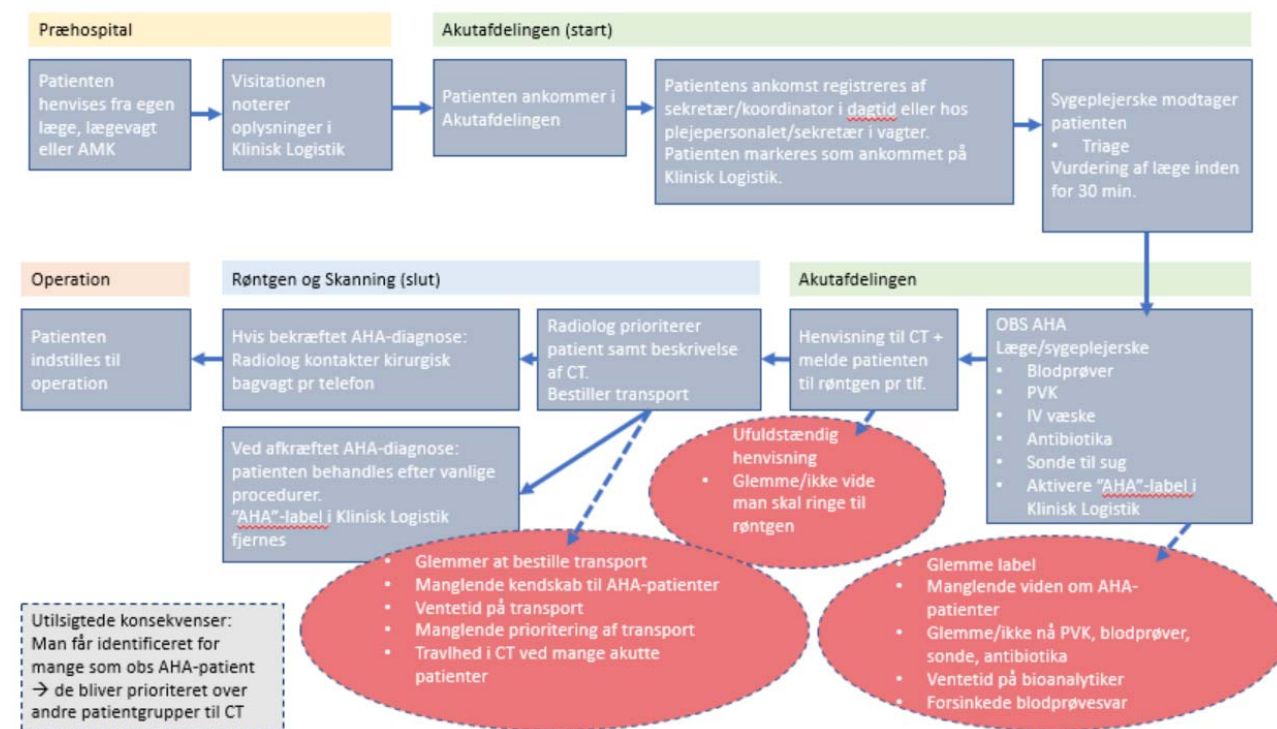 Præhospital
Akutafdelingen (start)
Patienten
henvises fra egen
læge, lægevagt
eller AMK
Visitationen
noterer
oplysninger i
Klinisk Logistik
Patienten ankommer i
Akutafdelingen
Patientens ankomst registreres af
sekretær/koordinator i dagtid eller hos
plejepersonalet/sekretær i vagter.
Patienten markeres som ankommet på
Klinisk Logistik.
Sygeplejerske modtager
patienten
• Triage
Vurdering af læge inden
for 30 min.
Operation
Røntgen og Skanning (slut)
Akutafdelingen
Patienten
indstilles til
operation
Hvis bekræftet AHA-diagnose:
Radiolog kontakter kirurgisk
bagvagt pr telefon
Radiolog prioriterer
patient samt beskrivelse
af CT.
Bestiller transport
Henvisning til CT +
melde patienten
til røntgen pr tlf.
OBS AHA
Læge/sygeplejerske
• Blodprøver
• PVK
• IV væske
• Antibiotika
• Sonde til sug
• Aktivere ”AHA”-label i
Klinisk Logistik
Ved afkræftet AHA-diagnose:
patienten behandles efter vanlige
procedurer.
”AHA”-label i Klinisk Logistik
fjernes
Ufuldstændig
henvisning
• Glemme/ikke vide
man skal ringe til
røntgen
• Glemmer at bestille transport
• Manglende kendskab til AHA-patienter
• Ventetid på transport
• Manglende prioritering af transport
• Travlhed i CT ved mange akutte
patienter
• Glemme label
• Manglende viden om AHA-
patienter
• Glemme/ikke nå PVK, blodprøver,
sonde, antibiotika
• Ventetid på bioanalytiker
• Forsinkede blodprøvesvar
Utilsigtede konsekvenser:
Man får identificeret for
mange som obs AHA-patient
→ de bliver prioriteret over
andre patientgrupper til CT